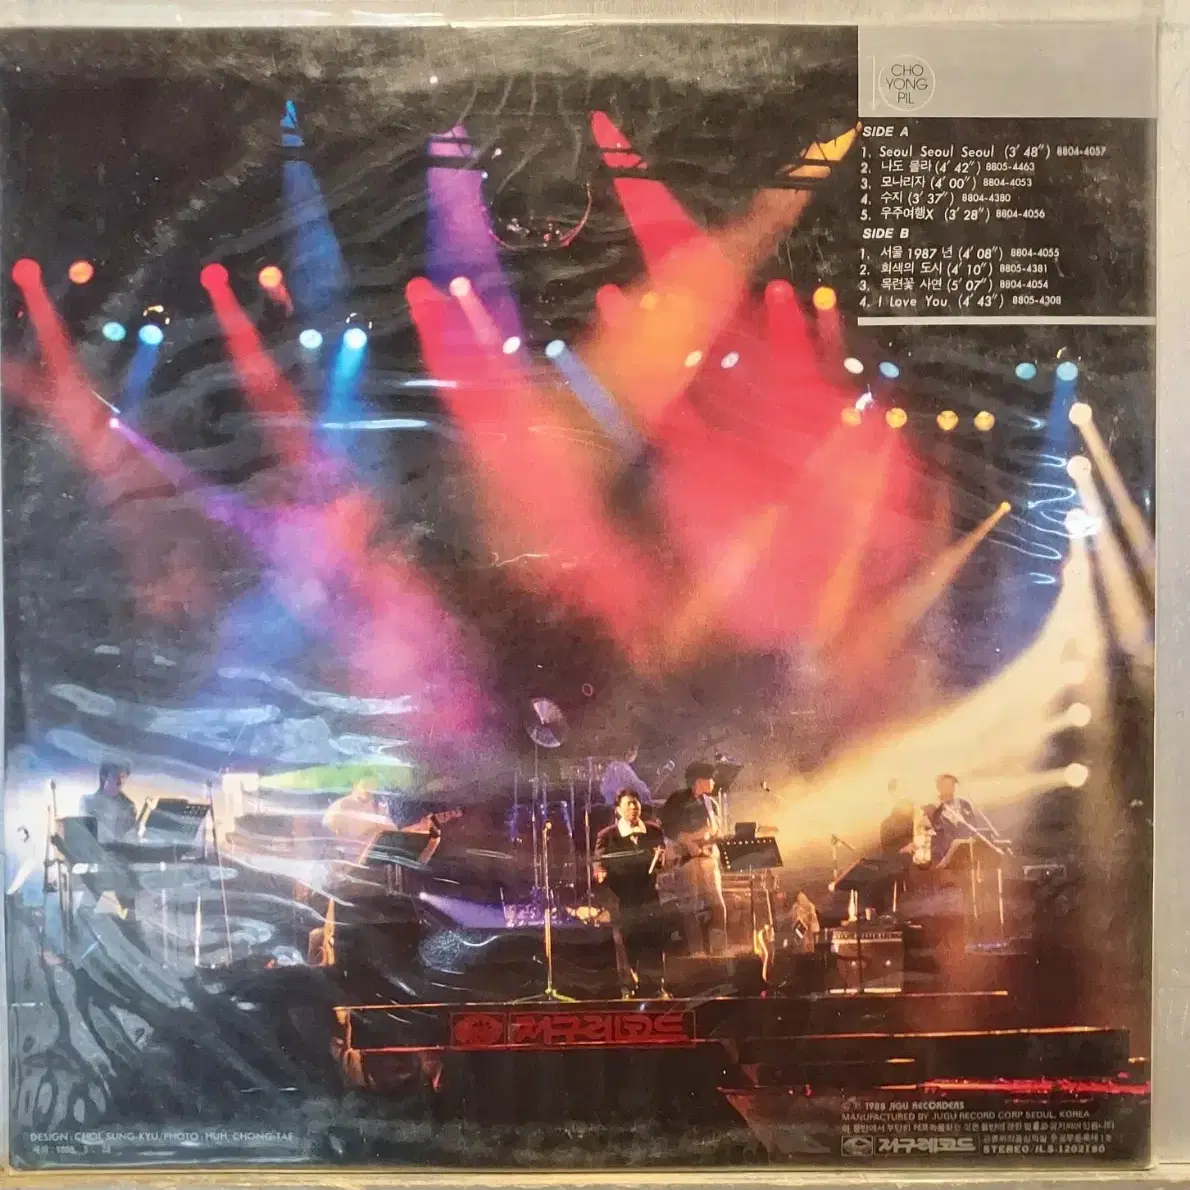 CHO
YONG
PIL
SIDE A
1. Seoul Seoul Seoul (3' 48") 8804-4057
2. 나도 몰라 (4' 42") 8805-4463
3. 모나리자 (4' 00") 8804-4053
4. 수지 (3' 37") 8804-4380
5. 우주여행X (3' 28") 8804-4056
SIDE B
1. 서울 1987 년 (4' 08") 8804-4055
2. 회색의 도시 (4' 10") 8805-4381
3. 목련꽃 사연 (5' 07") 8804-4054
4. I Love You (4' 43") 8805-4308
지구레코드
DESIGN: CHOI, SUNG-KYU/PHOTO: HUH, CHONG-TAE
1988 JIGU RECORDERS
MANUFACTURED BY JUGU RECORD CORP SEOUL, KOREA
지구레코드
STEREO/JLS-1202180